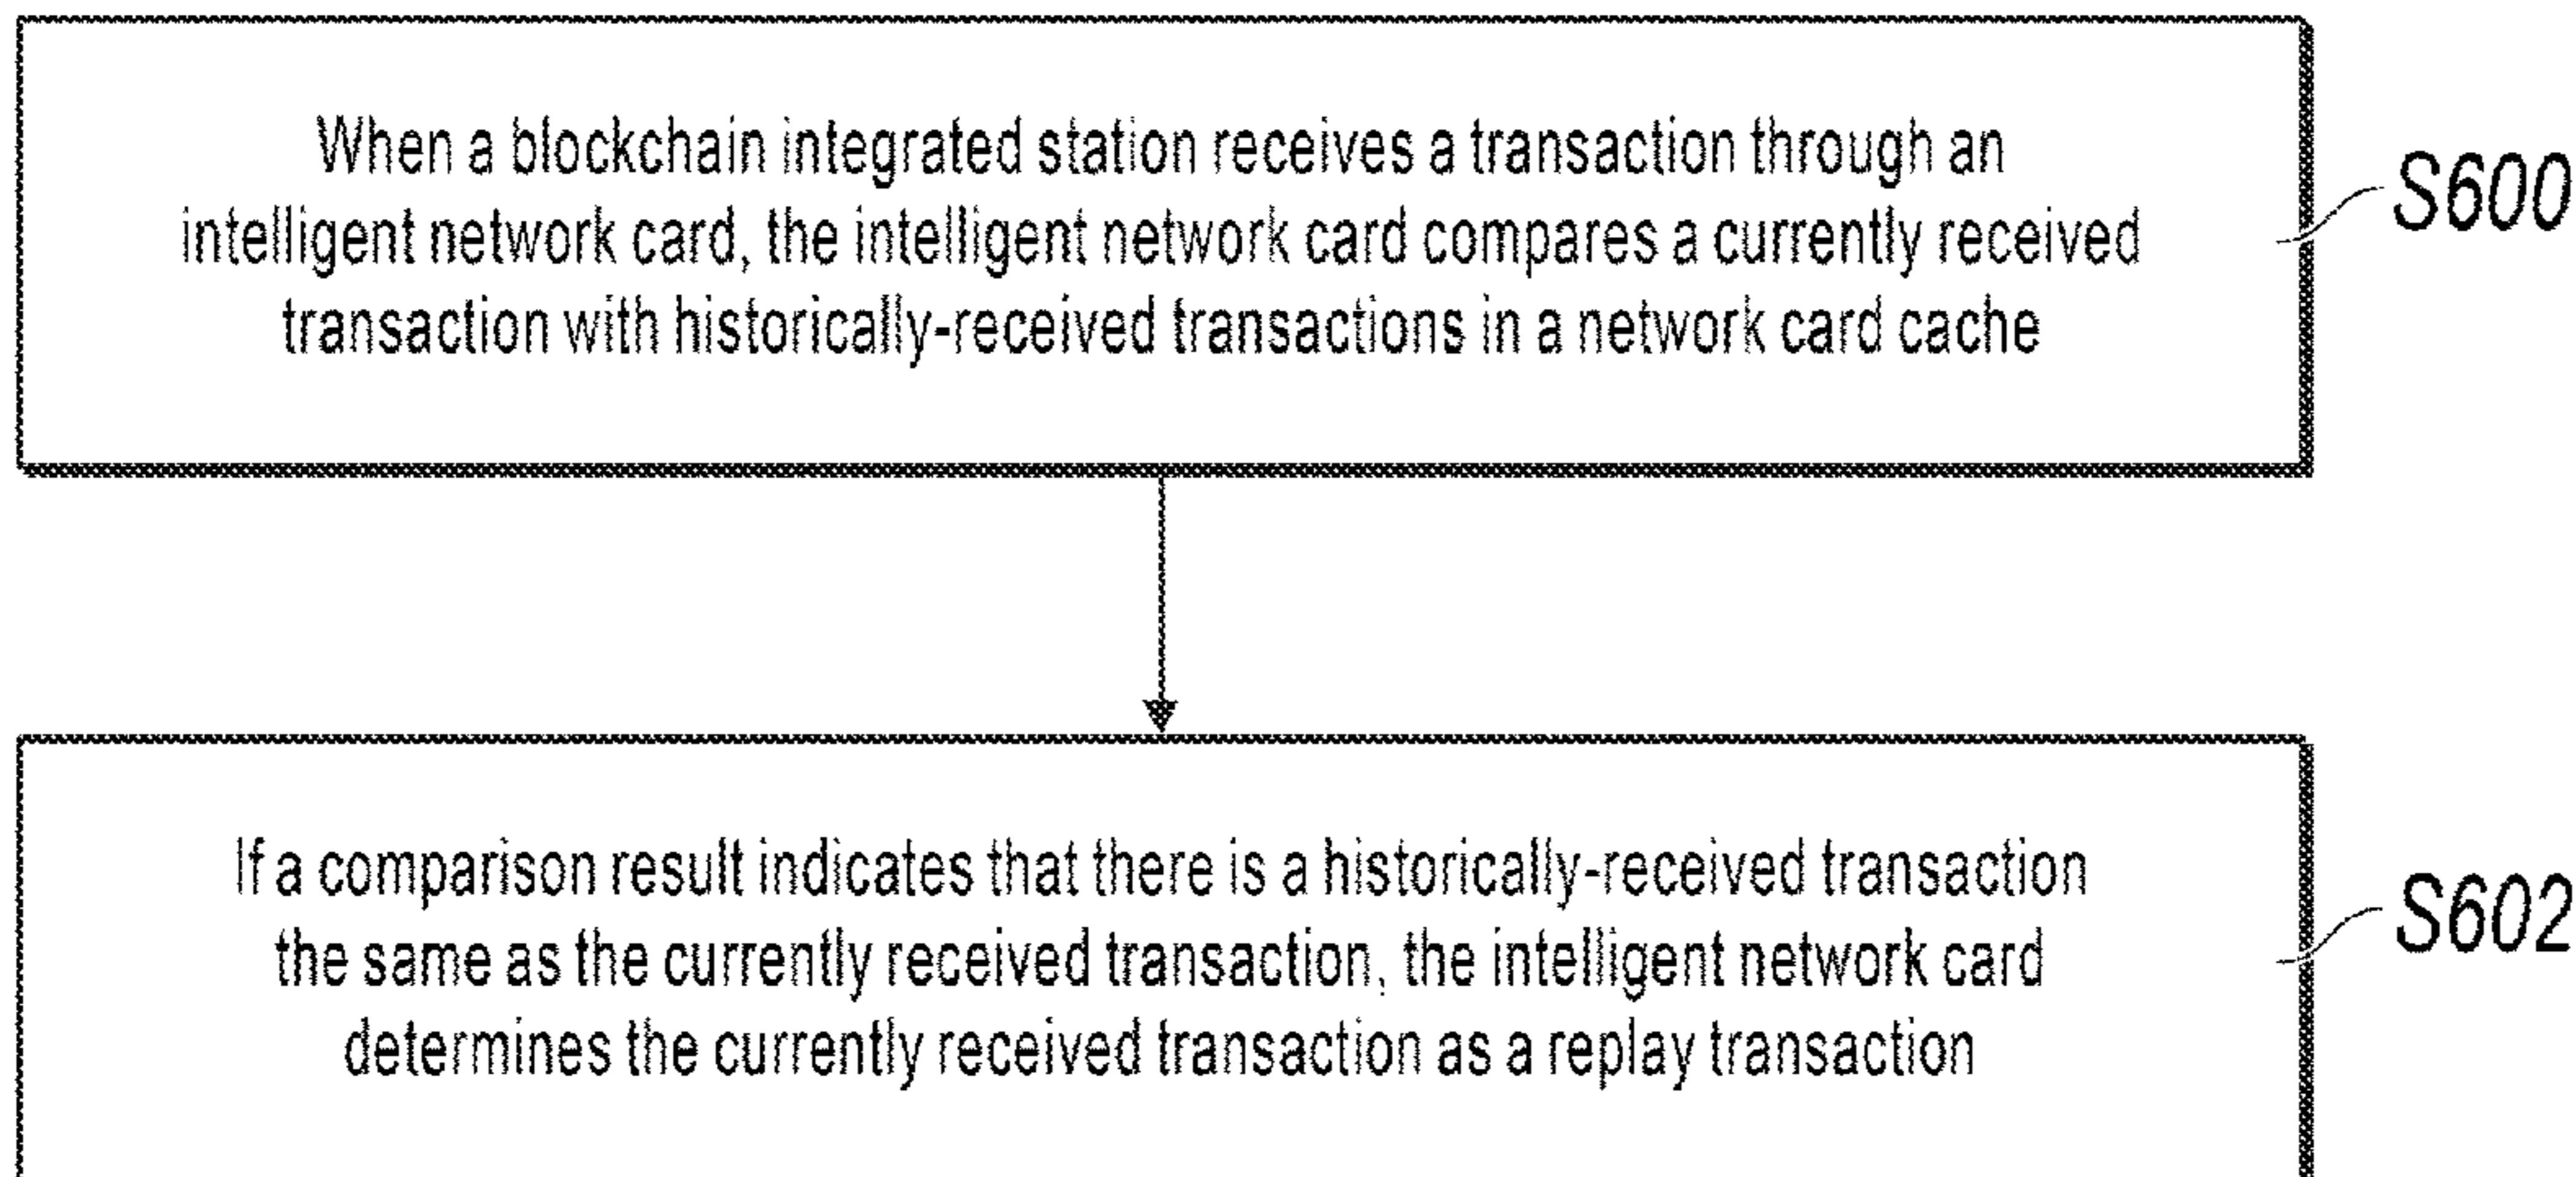 When a blockchain integrated station receives a transaction through an
intelligent network card, the intelligent network card compares a currently received
transaction with historically-received transactions in a network card cache
S600
If a comparison result indicates that there is a historically-received transaction
the same as the currently received transaction, the intelligent network card
determines the currently received transaction as a replay transaction
S602